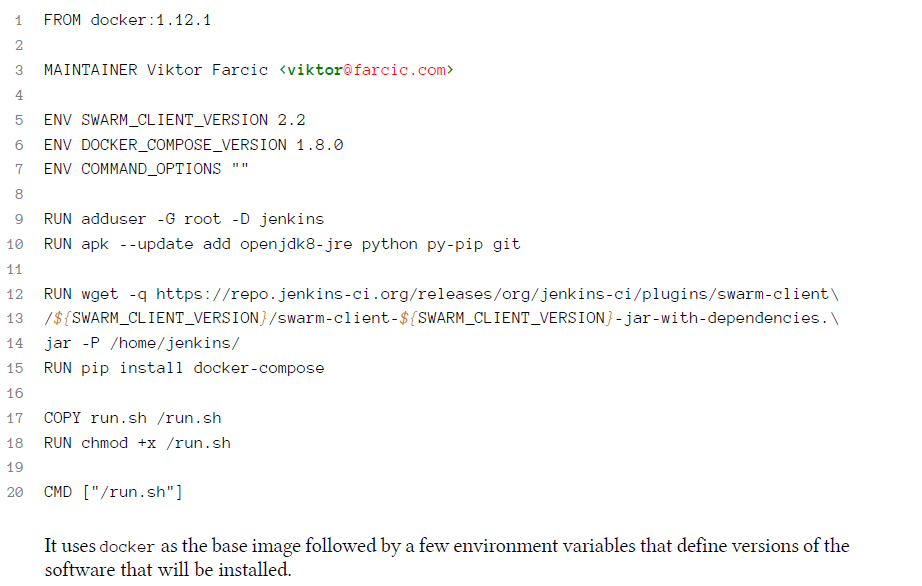 1 FROM docker:1.12.1
2
3 MAINTAINER Viktor Farcic <viktor@farcic.com>
4
5 ENV SWARM_CLIENT_VERSION 2.2
6 ENV DOCKER_COMPOSE_VERSION 1.8.0
7 ENV COMMAND_OPTIONS ""
8
9 RUN adduser -G root -D jenkins
10 RUN apk --update add openjdk8-jre python py-pip git
11
12 RUN wget -q https://repo.jenkins-ci.org/releases/org/jenkins-ci/plugins/swarm-client\
13 /${SWARM_CLIENT_VERSION}/swarm-client-${SWARM_CLIENT_VERSION}-jar-with-dependencies.\
14 jar -P /home/jenkins/
15 RUN pip install docker-compose
16
17 COPY run.sh /run.sh
18 RUN chmod +x /run.sh
19
20 CMD ["/run.sh"]
It uses docker as the base image followed by a few environment variables that define versions of the
software that will be installed.